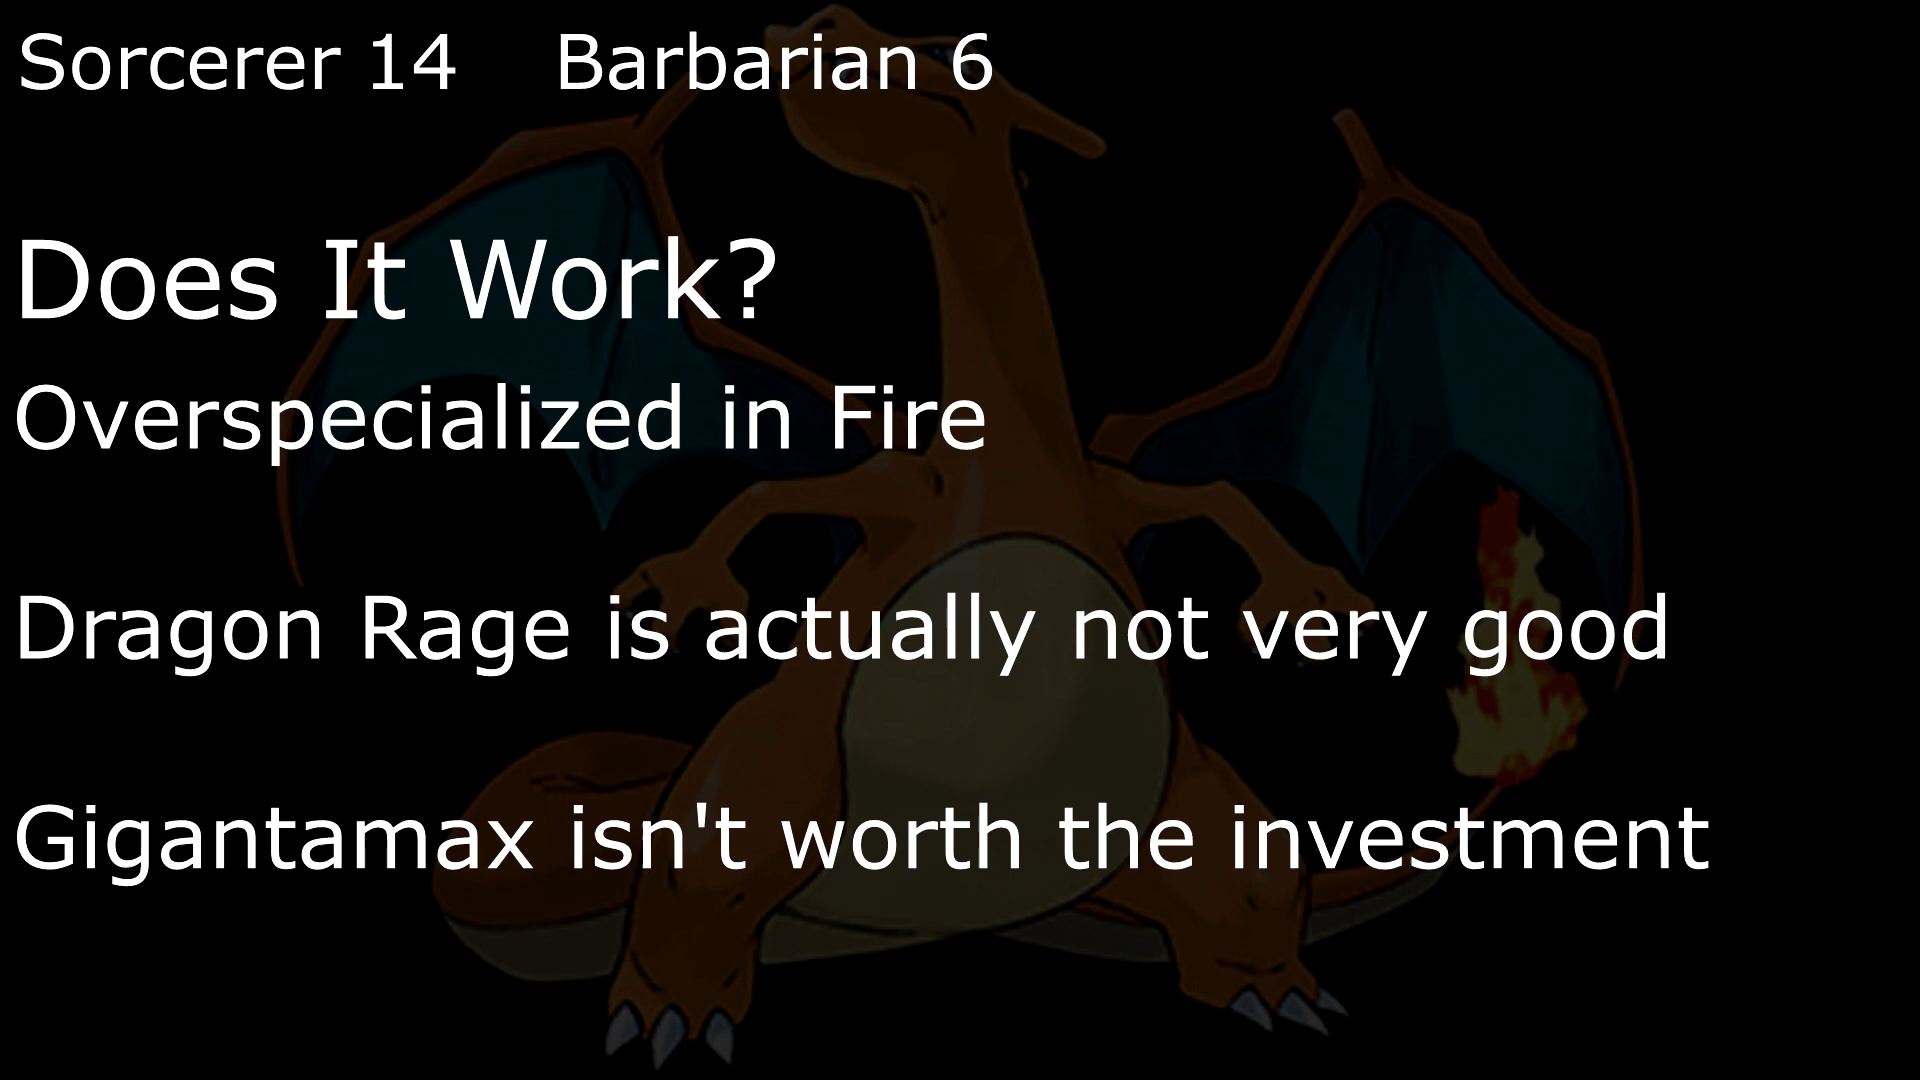 Sorcerer 14    Barbarian 6
Does It Work?
Overspecialized in Fire
Dragon Rage is actually not very good
Gigantamax isn't worth the investment